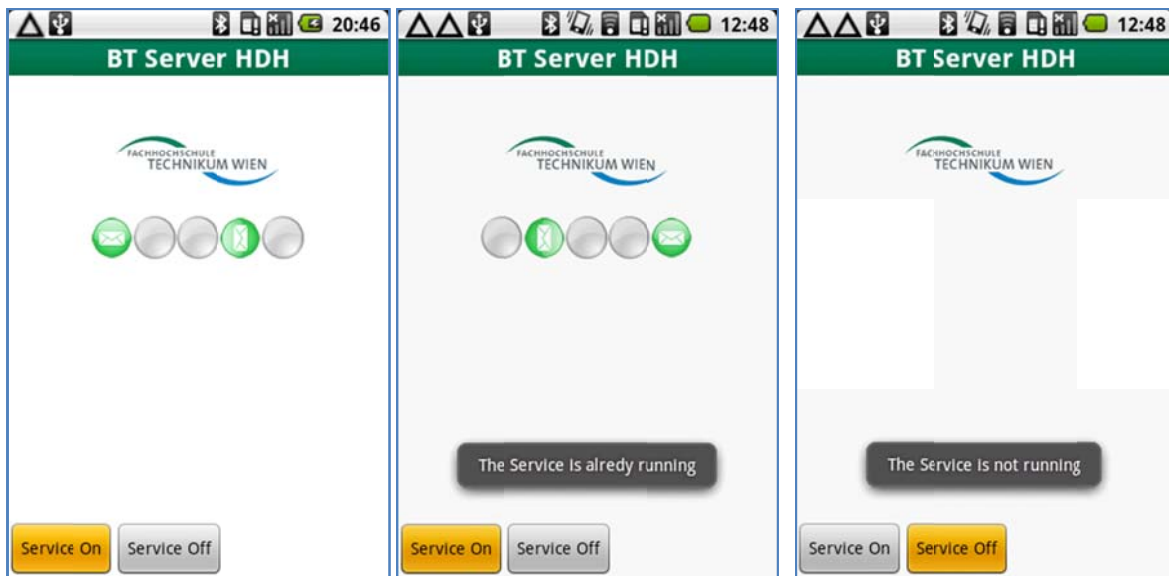 20:46
BT Server HDH
FACHHOCHSCHULE
TECHNIKUM WIEN
Service On
Service Off
12:48
BT Server HDH
FACHHOCHSCHULE
TECHNIKUM WIEN
The Service is alredy running
Service On
Service Off
12:48
BT Server HDH
FACHHOCHSCHULE
TECHNIKUM WIEN
The Service is not running
Service On
Service Off